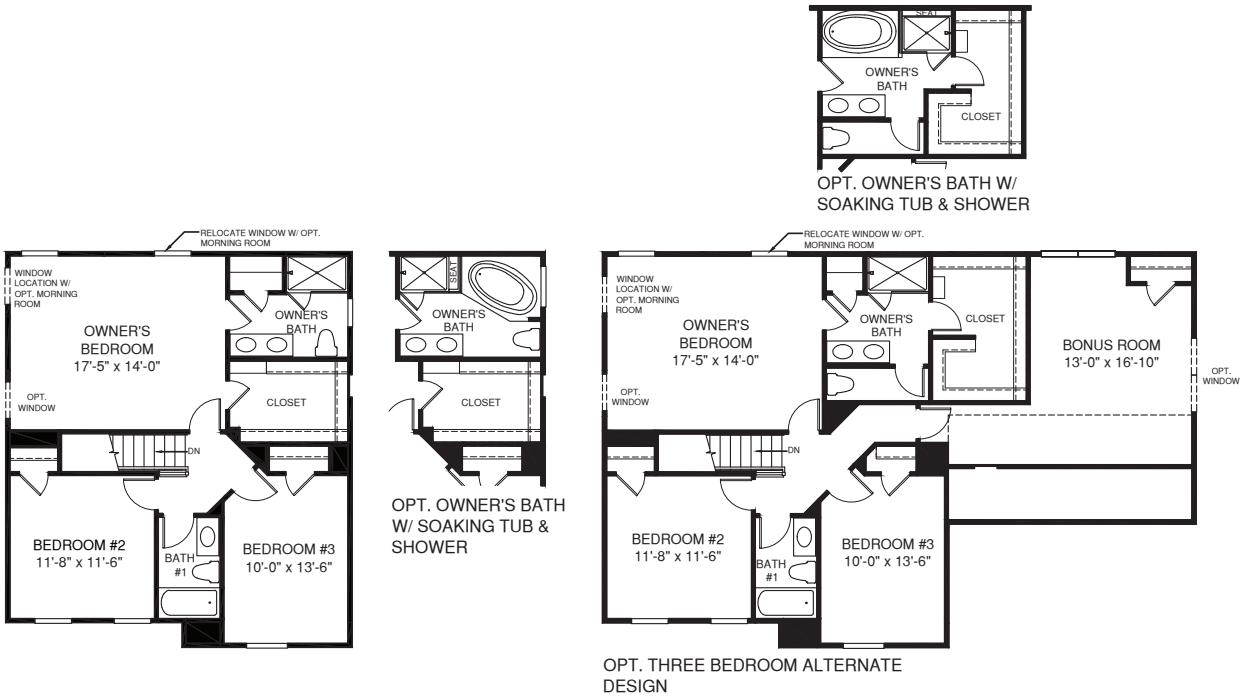 SEAT
OWNER'S
BATH
CLOSET
OPT. OWNER'S BATH W/
SOAKING TUB & SHOWER
RELOCATE WINDOW W/ OPT.
MORNING ROOM
WINDOW
LOCATION W/
OPT. MORNING
ROOM
OWNER'S
BEDROOM
17'-5" x 14'-0"
OWNER'S
BATH
OPT.
WINDOW
CLOSET
DN
BEDROOM #2
11'-8" x 11'-6"
BATH
#1
BEDROOM #3
10'-0" x 13'-6"
SEAT
OWNER'S
BATH
CLOSET
OPT. OWNER'S BATH
W/ SOAKING TUB &
SHOWER
RELOCATE WINDOW W/ OPT.
MORNING ROOM
WINDOW
LOCATION W/
OPT. MORNING
ROOM
OWNER'S
BEDROOM
17'-5" x 14'-0"
OWNER'S
BATH
CLOSET
BONUS ROOM
13'-0" x 16'-10"
OPT.
WINDOW
OPT.
WINDOW
DN
BEDROOM #2
11'-8" x 11'-6"
BATH
#1
BEDROOM #3
10'-0" x 13'-6"
OPT. THREE BEDROOM ALTERNATE
DESIGN